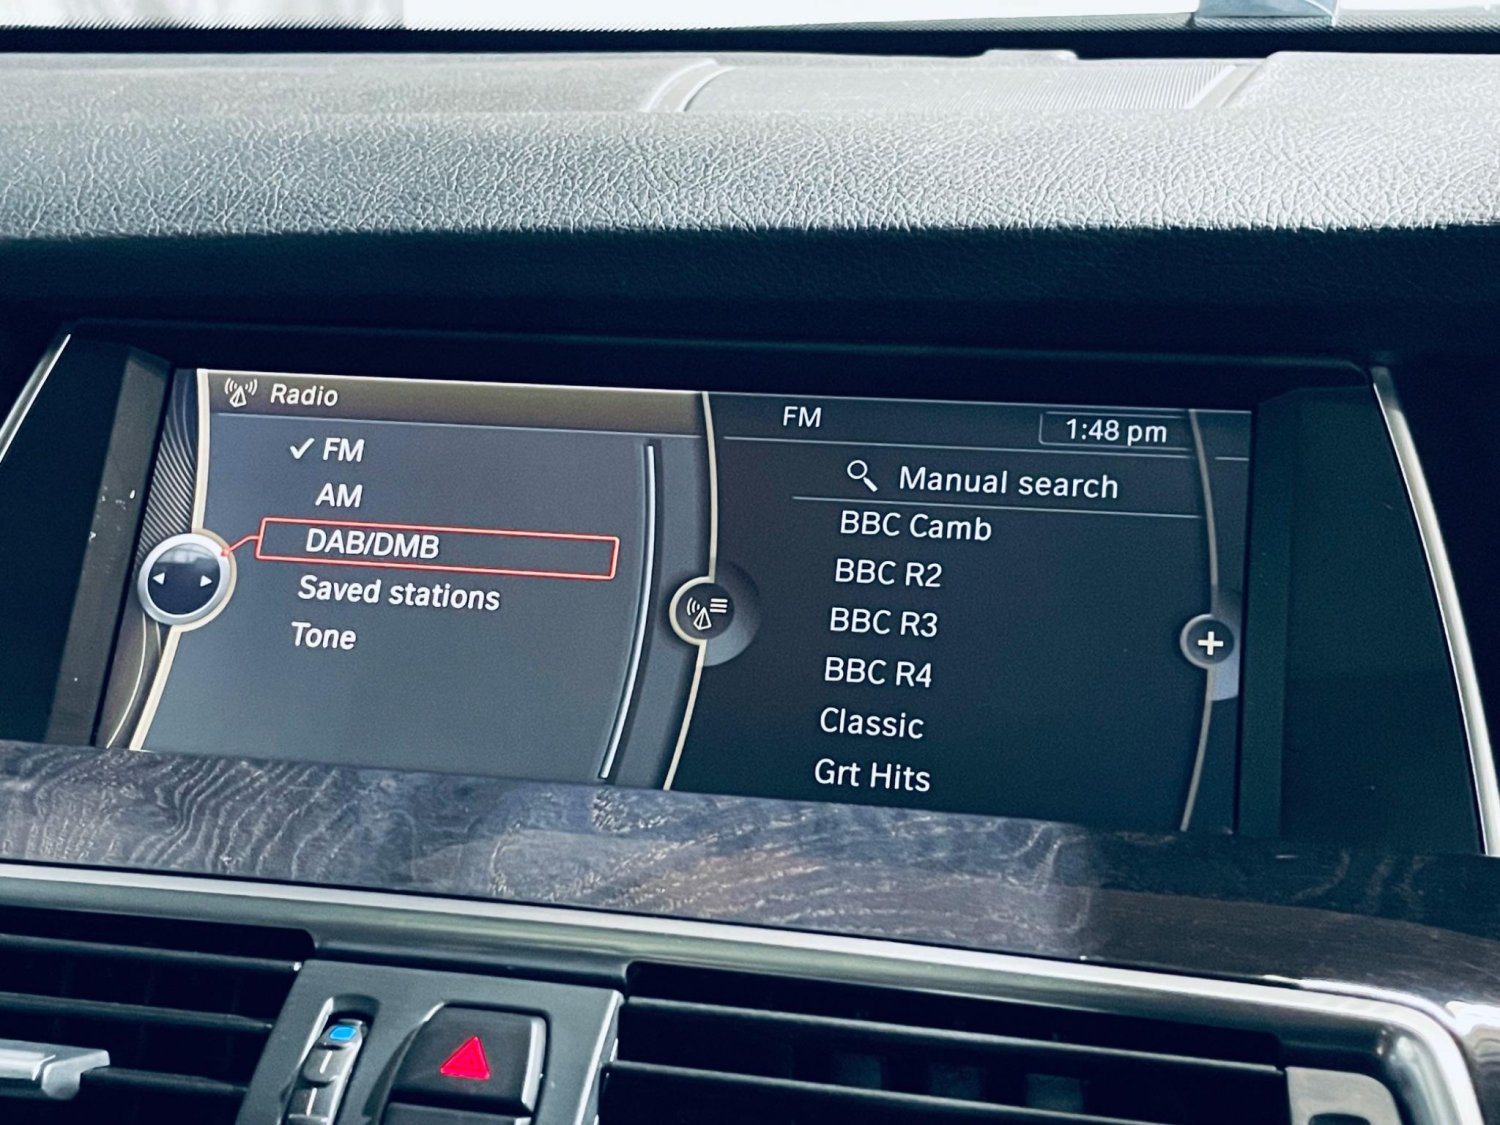 Radio
✓ FM
AM
DAB/DMB
Saved stations
Tone
FM
1:48 pm
Manual search
BBC Camb
BBC R2
BBC R3
BBC R4
Classic
Grt Hits